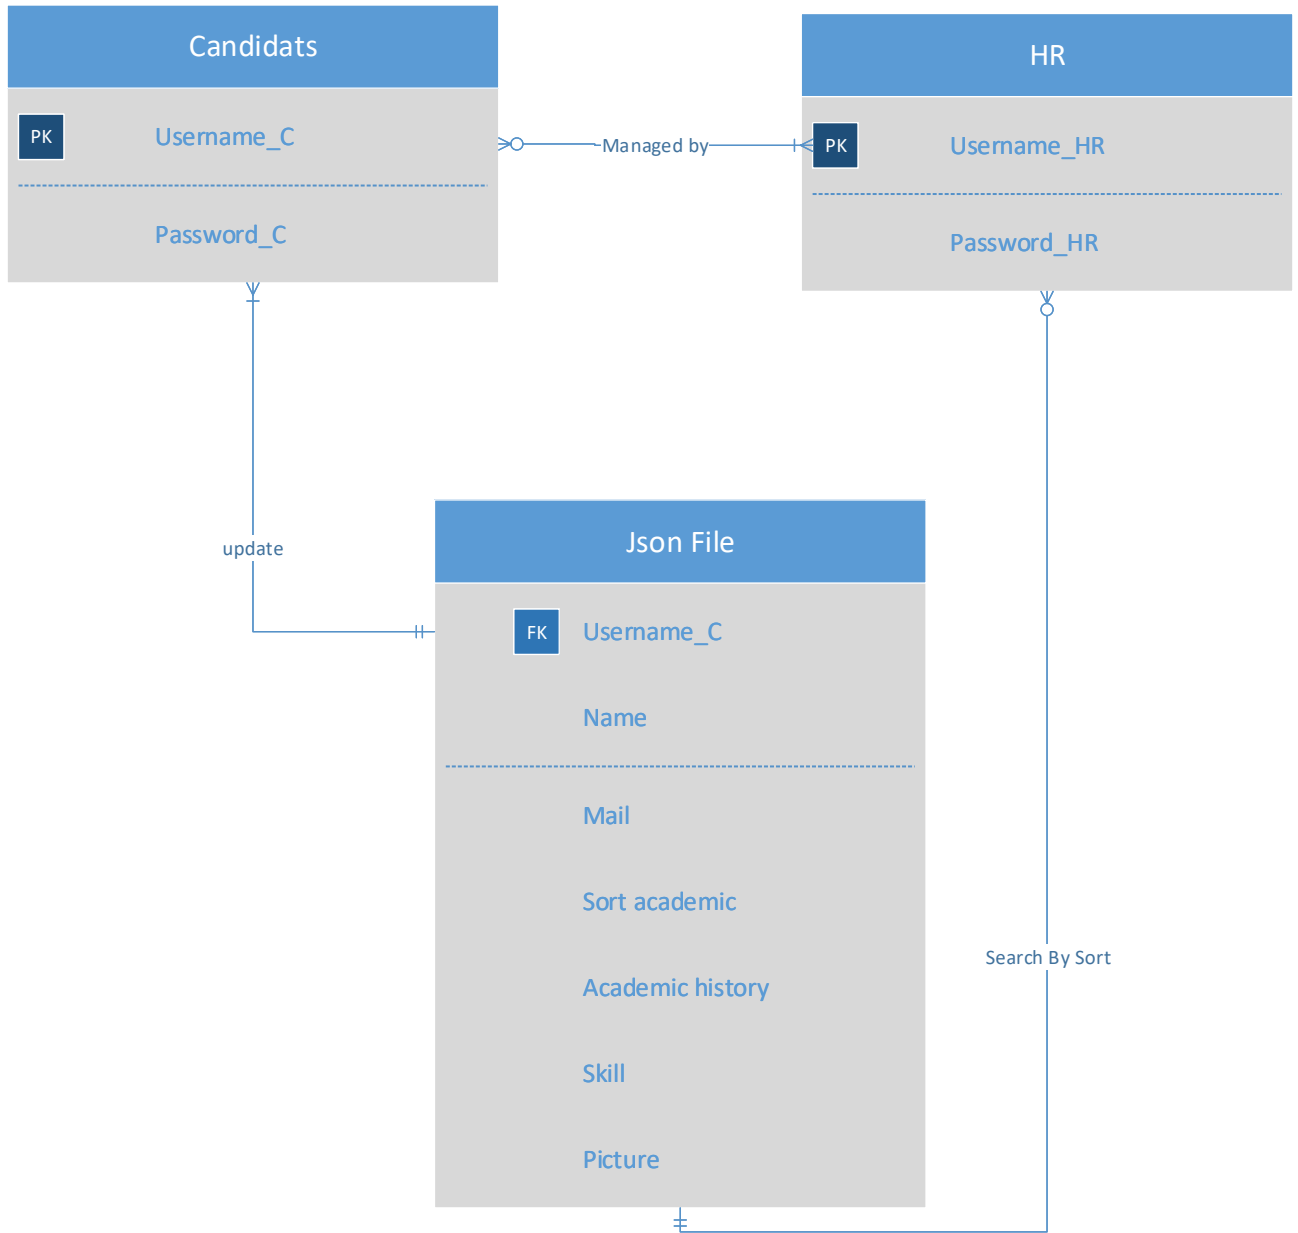 Candidats
PK
Username_C
Password_C
Managed by
HR
PK
Username_HR
Password_HR
update
Json File
FK
Username_C
Name
Mail
Sort academic
Academic history
Skill
Picture
Search By Sort